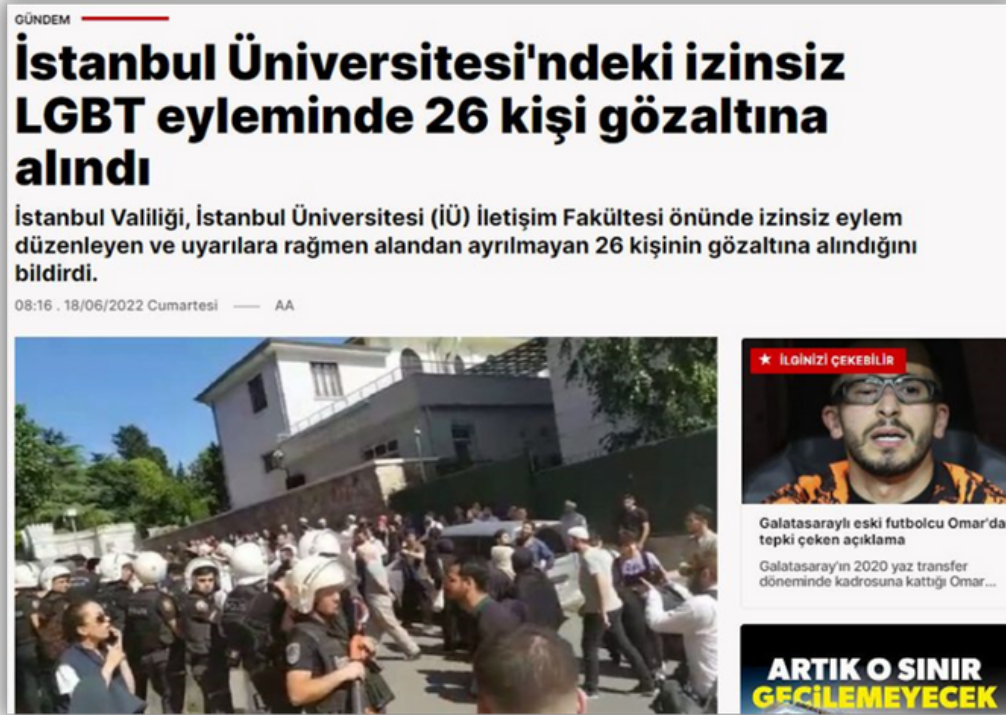 GÜNDEM
İstanbul Üniversitesi'ndeki izinsiz
LGBT eyleminde 26 kişi gözaltına
alındı
İstanbul Valiliği, İstanbul Üniversitesi (İÜ) İletişim Fakültesi önünde izinsiz eylem
düzenleyen ve uyarılara rağmen alandan ayrılmayan 26 kişinin gözaltına alındığını
bildirdi.
08:16 . 18/06/2022 Cumartesi — AA
★ İLGİNİZİ ÇEKEBİLİR
Galatasaraylı eski futbolcu Omar'da
tepki çeken açıklama
Galatasaray'ın 2020 yaz transfer
döneminde kadrosuna kattığı Omar...
ARTIK O SINIR
GEÇİLEMEYECEK